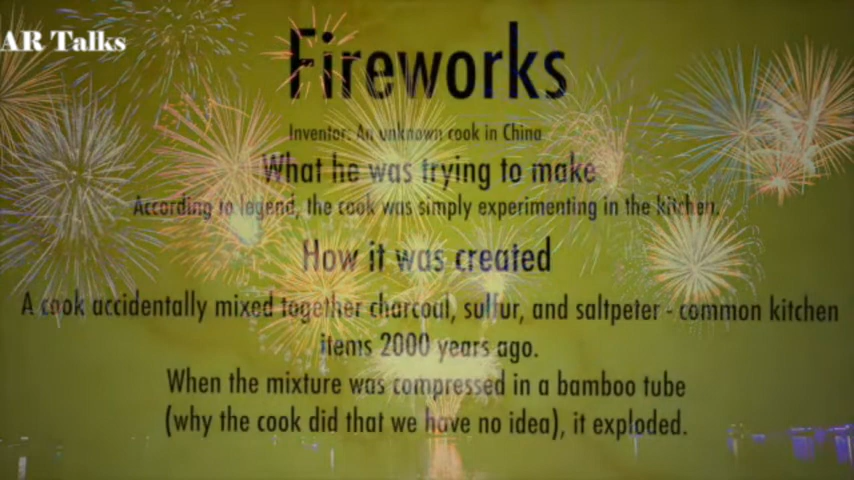 AR Talks
Fireworks
Inventor: An unknown cook in China
What he was trying to make
According to legend, the cook was simply experimenting in the kitchen.
How it was created
A cook accidentally mixed together charcoal, sulfur, and saltpeter - common kitchen
items 2000 years ago.
When the mixture was compressed in a bamboo tube
(why the cook did that we have no idea), it exploded.